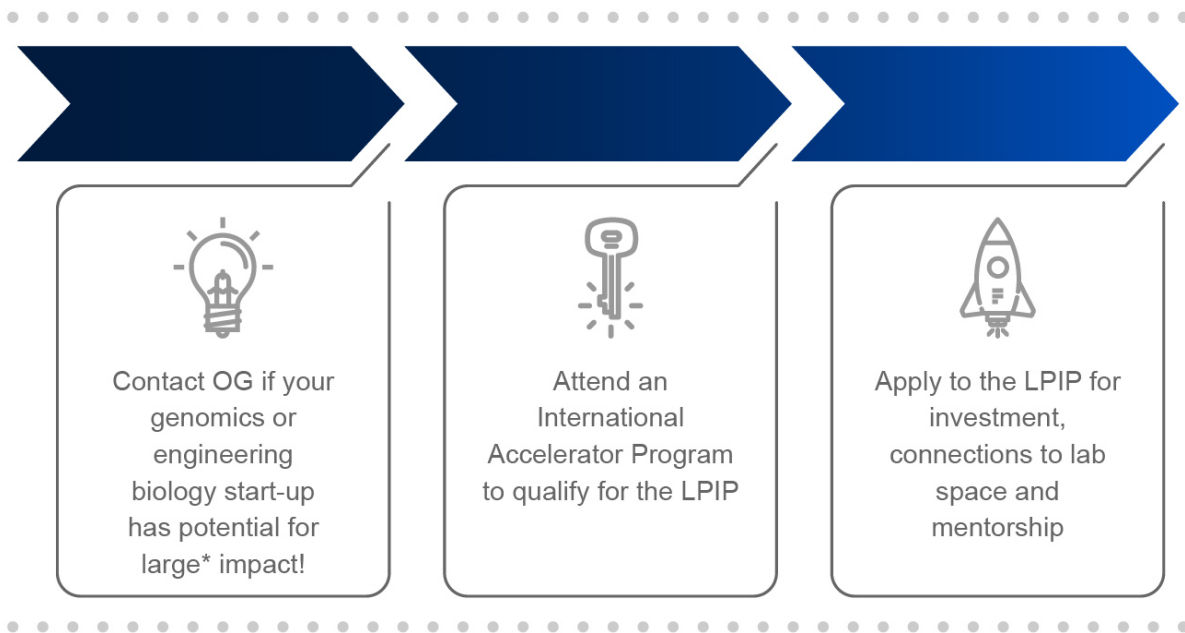 Contact OG if your
genomics or
engineering
biology start-up
has potential for
large* impact!
Attend an
International
Accelerator Program
to qualify for the LPIP
Apply to the LPIP for
investment,
connections to lab
space and
mentorship